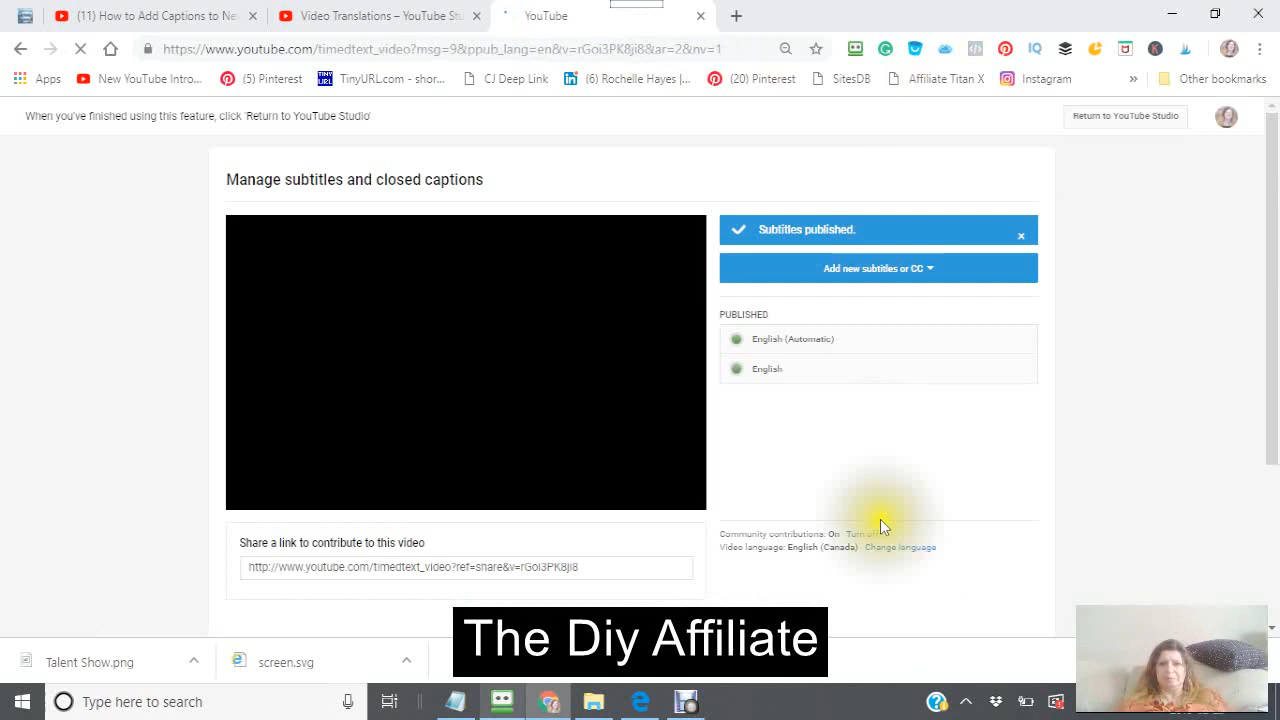 (11) How to Add Captions to Ne
Video Translations – YouTube Stu
YouTube
https://www.youtube.com/timedtext_video?msg=9&ppub_lang=en&v=rGoi3PK8ji8&ar=2&nv=1
Apps
New YouTube Intro...
(5) Pinterest
TinyURL.com - shor...
CJ Deep Link
(6) Rochelle Hayes |...
(20) Pinterest
SitesDB
Affiliate Titan X
Instagram
»
Other bookmarks
When you've finished using this feature, click 'Return to YouTube Studio'
Return to YouTube Studio
Manage subtitles and closed captions
Subtitles published.
Add new subtitles or CC
PUBLISHED
English (Automatic)
English
Community contributions: On Turn off
Video language: English (Canada) Change language
Share a link to contribute to this video
http://www.youtube.com/timedtext_video?ref=share&v=rGoi3PK8ji8
The Diy Affiliate
Talent Show.png
screen.svg
Type here to search